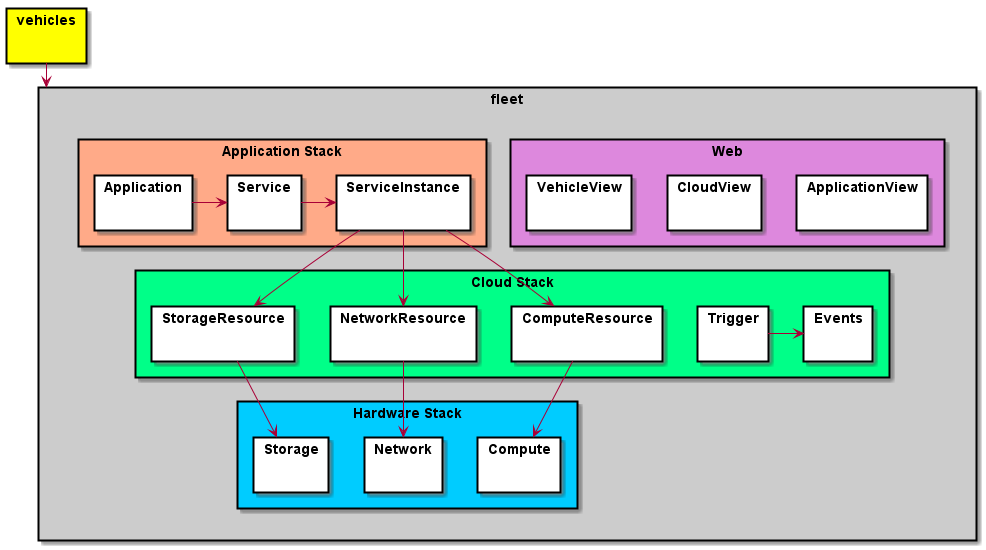 vehicles
fleet
Application Stack
Application
Service
ServiceInstance
Web
VehicleView
CloudView
ApplicationView
Cloud Stack
StorageResource
NetworkResource
ComputeResource
Trigger
Events
Hardware Stack
Storage
Network
Compute